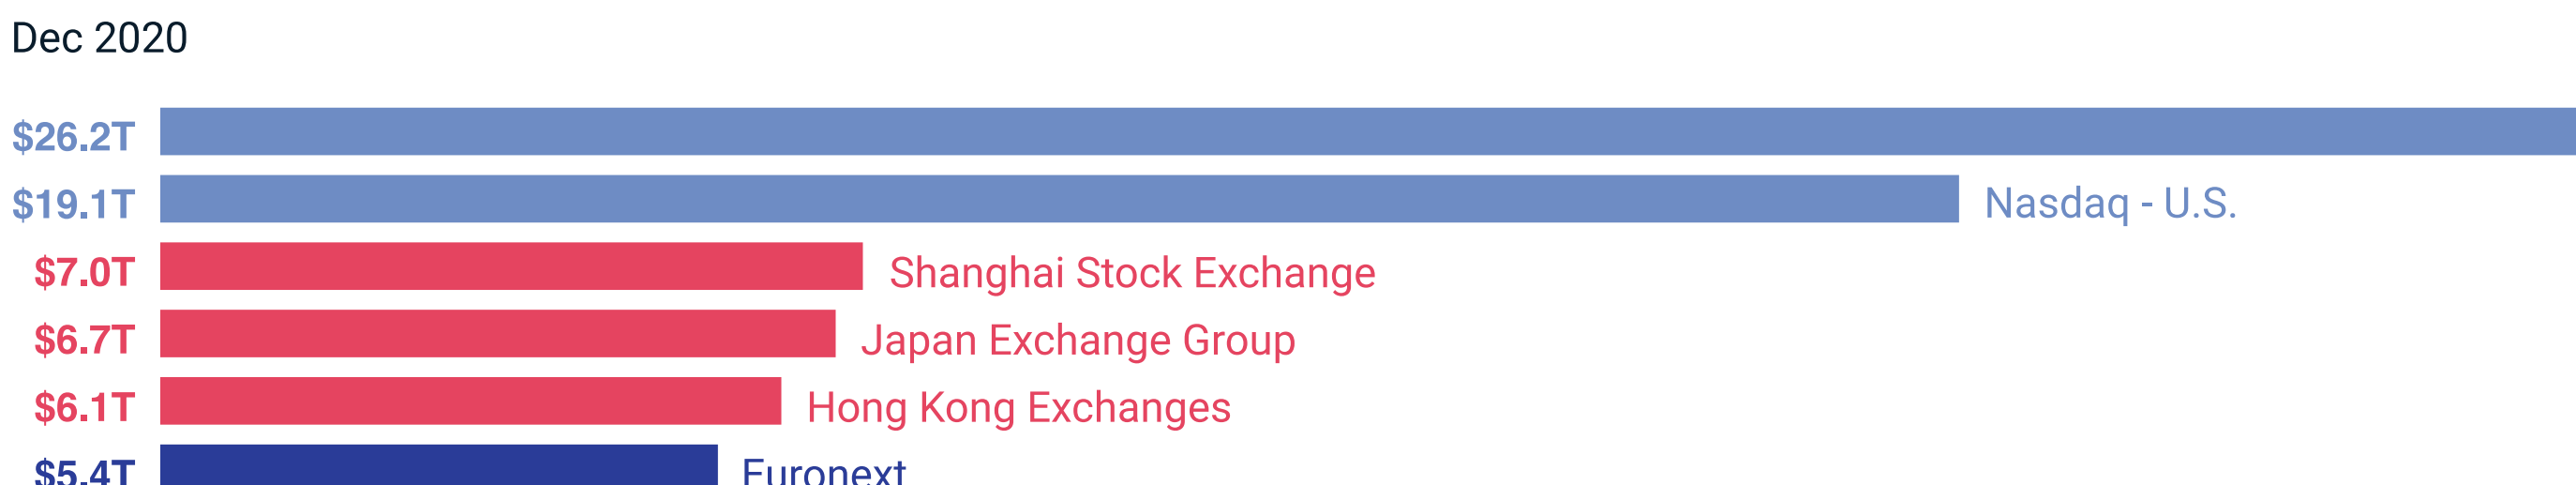 Dec 2020
$26.2T
$19.1T Nasdaq - U.S.
$7.0T Shanghai Stock Exchange
$6.7T Japan Exchange Group
$6.1T Hong Kong Exchanges
$5.4T Euronext